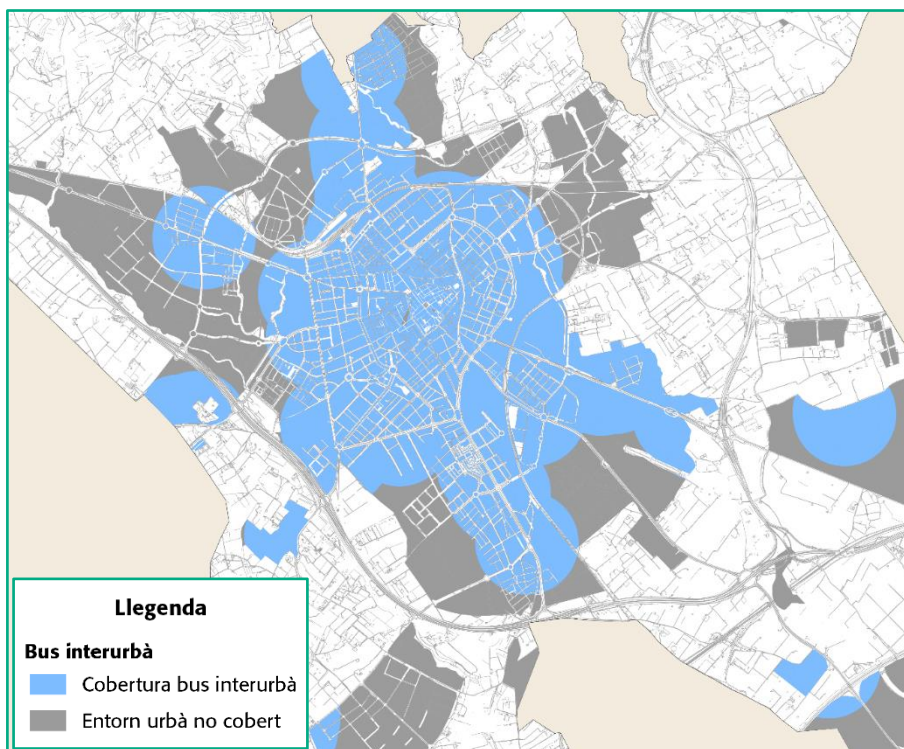 Llegenda
Bus interurbà
Cobertura bus interurbà
Entorn urbà no cobert